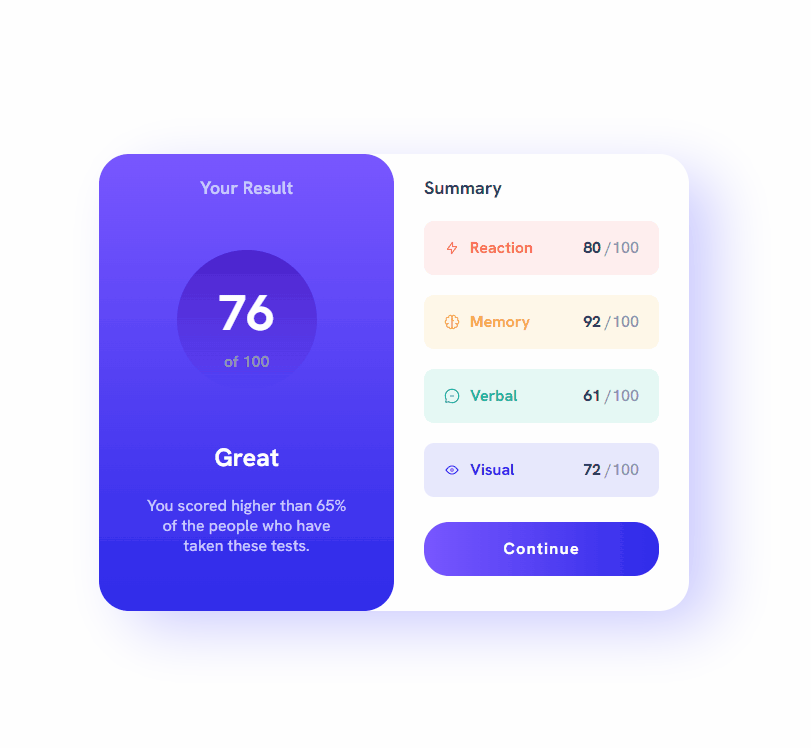 Your Result
76
of 100
Great
You scored higher than 65%
of the people who have
taken these tests.
Summary
Reaction 80 /100
Memory 92 /100
Verbal 61 /100
Visual 72 /100
Continue